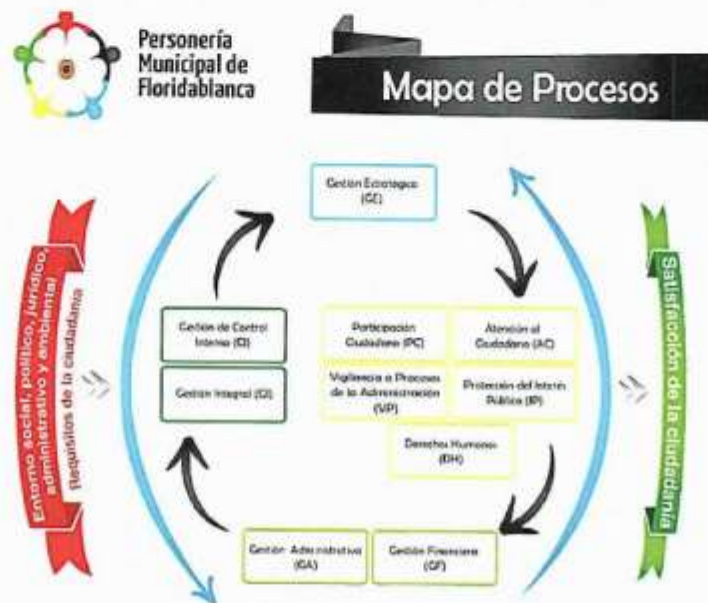 Personería
Municipal de
Floridablanca
Mapa de Procesos
Gestión Estratégica
(GE)
Entorno social, político, jurídico,
administrativo y ambiental
Requisitos de la ciudadanía
Gestión de Control
Interno (CI)
Gestión Integral (GI)
Participación
Ciudadana (PC)
Atención al
Ciudadano (AC)
Vigilancia a Procesos
de la Administración
(VP)
Protección del Interés
Público (IP)
Derechos Humanos
(DH)
Gestión Administrativa
(GA)
Gestión Financiera
(GF)
Satisfacción de la ciudadanía